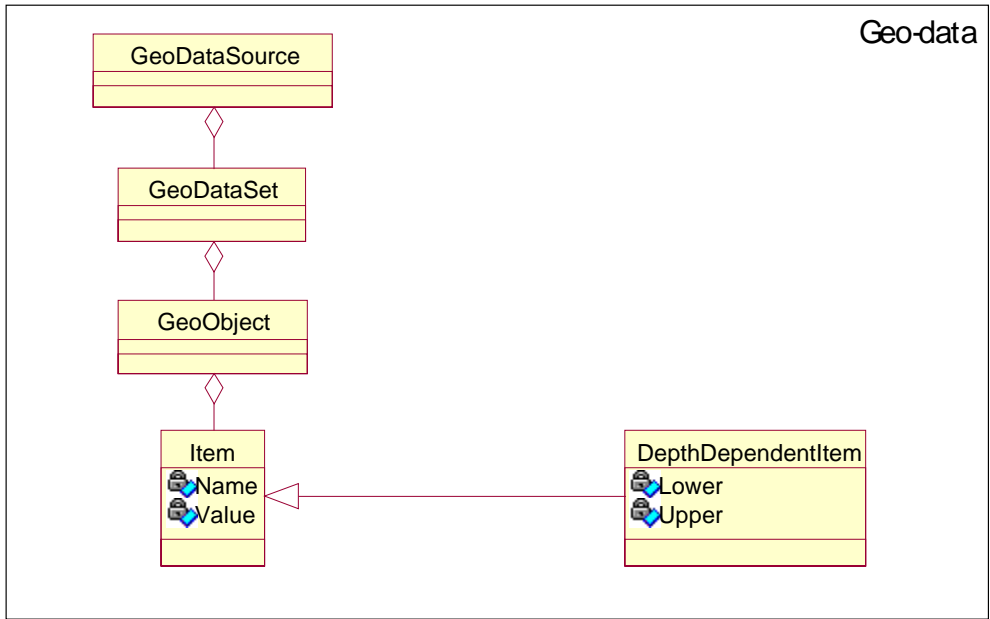 Geo-data
GeoDataSource
GeoDataSet
GeoObject
Item
Name
Value
DepthDependentItem
Lower
Upper